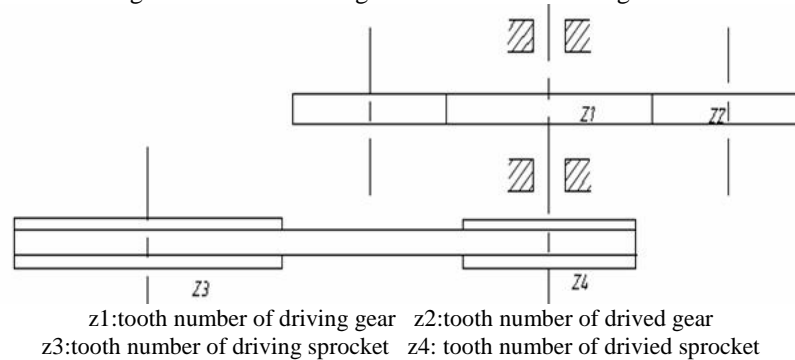 Z1
Z2
Z3
Z4
z1:tooth number of driving gear z2:tooth number of drived gear
z3:tooth number of driving sprocket z4: tooth number of drivied sprocket